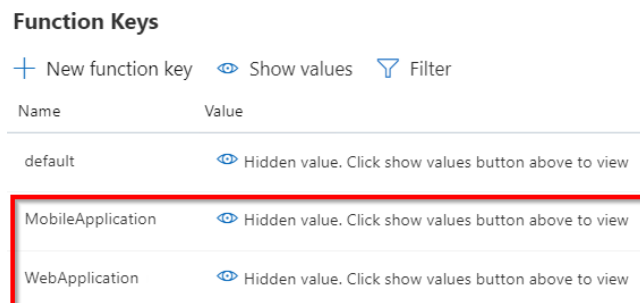 Function Keys
New function key Show values Filter
Name Value
default Hidden value. Click show values button above to view
MobileApplication Hidden value. Click show values button above to view
WebApplication Hidden value. Click show values button above to view